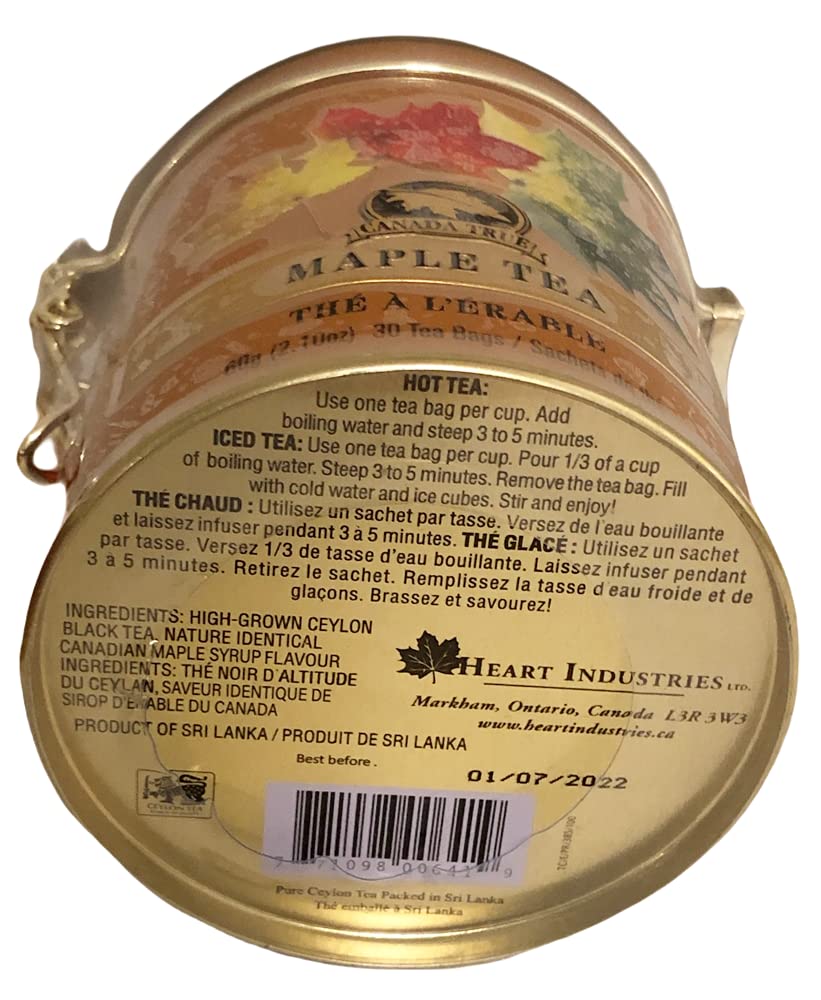 CANADA TRUE
MAPLE TEA
THÉ À L'ERABLE
60g (2.10oz) 30 Tea Bags / Sachets
HOT TEA:
Use one tea bag per cup. Add
boiling water and steep 3 to 5 minutes.
ICED TEA: Use one tea bag per cup. Pour 1/3 of a cup
of boiling water. Steep 3 to 5 minutes. Remove the tea bag. Fill
with cold water and ice cubes. Stir and enjoy!
THÉ CHAUD : Utilisez un sachet par tasse. Versez de l'eau bouillante
et laissez infuser pendant 3 à 5 minutes. THÉ GLACÉ : Utilisez un sachet
par tasse. Versez 1/3 de tasse d'eau bouillante. Laissez infuser pendant
3 à 5 minutes. Retirez le sachet. Remplissez la tasse d'eau froide et de
glaçons. Brassez et savourez!
INGREDIENTS: HIGH-GROWN CEYLON
BLACK TEA, NATURE IDENTICAL
CANADIAN MAPLE SYRUP FLAVOUR
INGREDIENTS: THÉ NOIR D'ALTITUDE
DU CEYLAN, SAVEUR IDENTIQUE DE
SIROP D'ÉRABLE DU CANADA
PRODUCT OF SRI LANKA / PRODUIT DE SRI LANKA
HEART INDUSTRIES LTD.
Markham, Ontario, Canada L3R 3W3
www.heartindustries.ca
Best before .
01/07/2022
CEYLON TEA
71098 00641 9
Pure Ceylon Tea Packed in Sri Lanka
Thé emballé à Sri Lanka